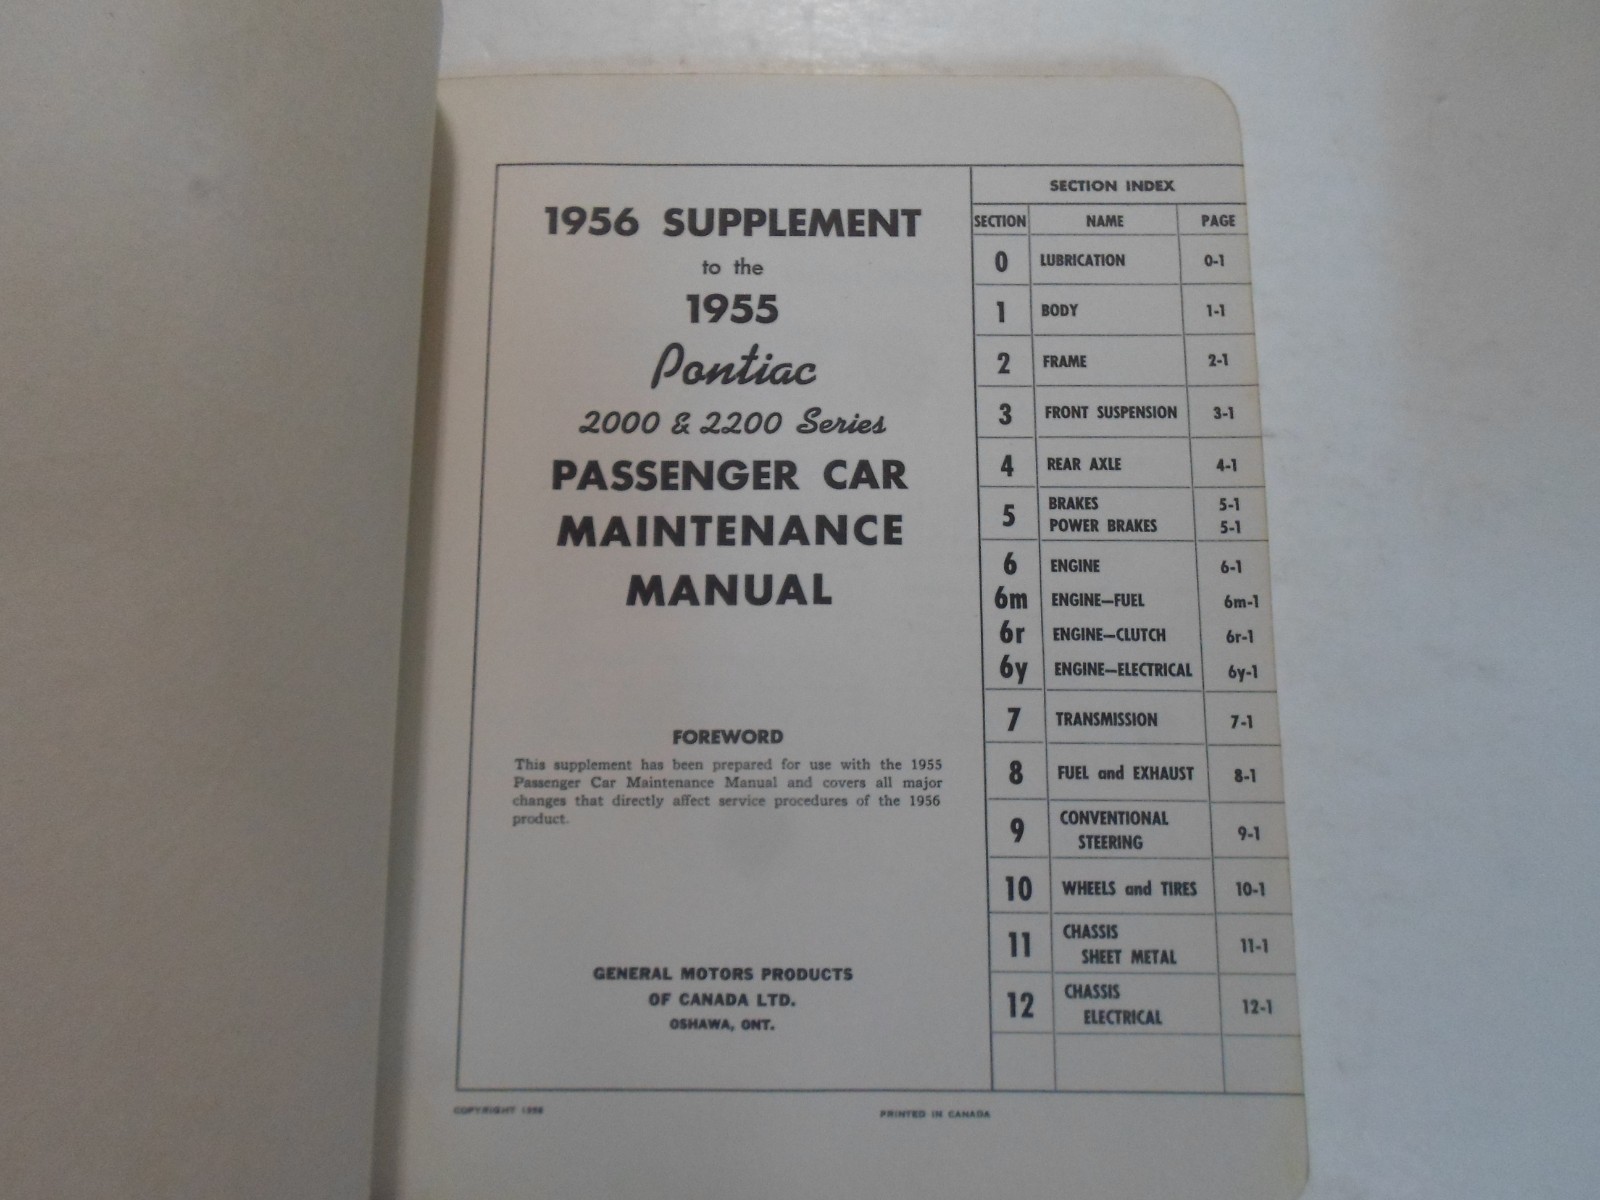 1956 SUPPLEMENT
to the
1955
Pontiac
2000 & 2200 Series
PASSENGER CAR
MAINTENANCE
MANUAL
FOREWORD
This supplement has been prepared for use with the 1955
Passenger Car Maintenance Manual and covers all major
changes that directly affect service procedures of the 1956
product.
GENERAL MOTORS PRODUCTS
OF CANADA LTD.
OSHAWA, ONT.
SECTION INDEX
SECTION NAME PAGE
0 LUBRICATION 0-1
1 BODY 1-1
2 FRAME 2-1
3 FRONT SUSPENSION 3-1
4 REAR AXLE 4-1
5 BRAKES 5-1
POWER BRAKES 5-1
6 ENGINE 6-1
6m ENGINE—FUEL 6m-1
6r ENGINE—CLUTCH 6r-1
6y ENGINE—ELECTRICAL 6y-1
7 TRANSMISSION 7-1
8 FUEL and EXHAUST 8-1
9 CONVENTIONAL
STEERING 9-1
10 WHEELS and TIRES 10-1
11 CHASSIS
SHEET METAL 11-1
12 CHASSIS
ELECTRICAL 12-1
COPYRIGHT
PRINTED IN CANADA